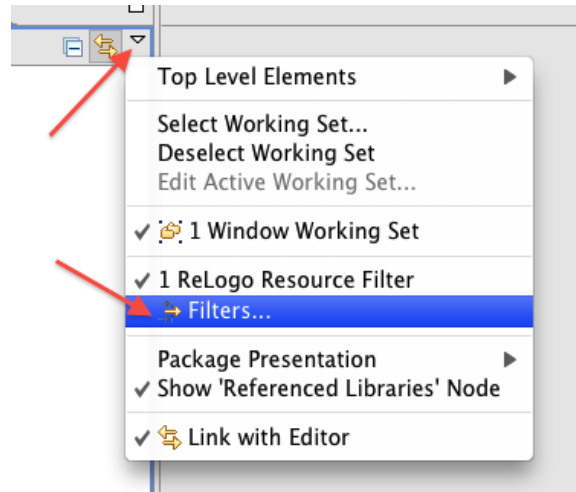 Top Level Elements
Select Working Set...
Deselect Working Set
Edit Active Working Set...
1 Window Working Set
1 ReLogo Resource Filter
Filters...
Package Presentation
Show 'Referenced Libraries' Node
Link with Editor